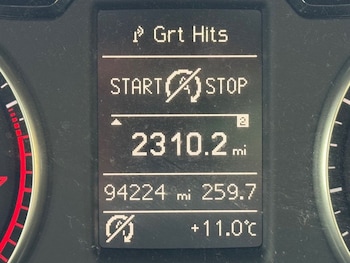 Grt Hits
START A STOP
2
2310.2 mi
94224 mi 259.7
A +11.0°C